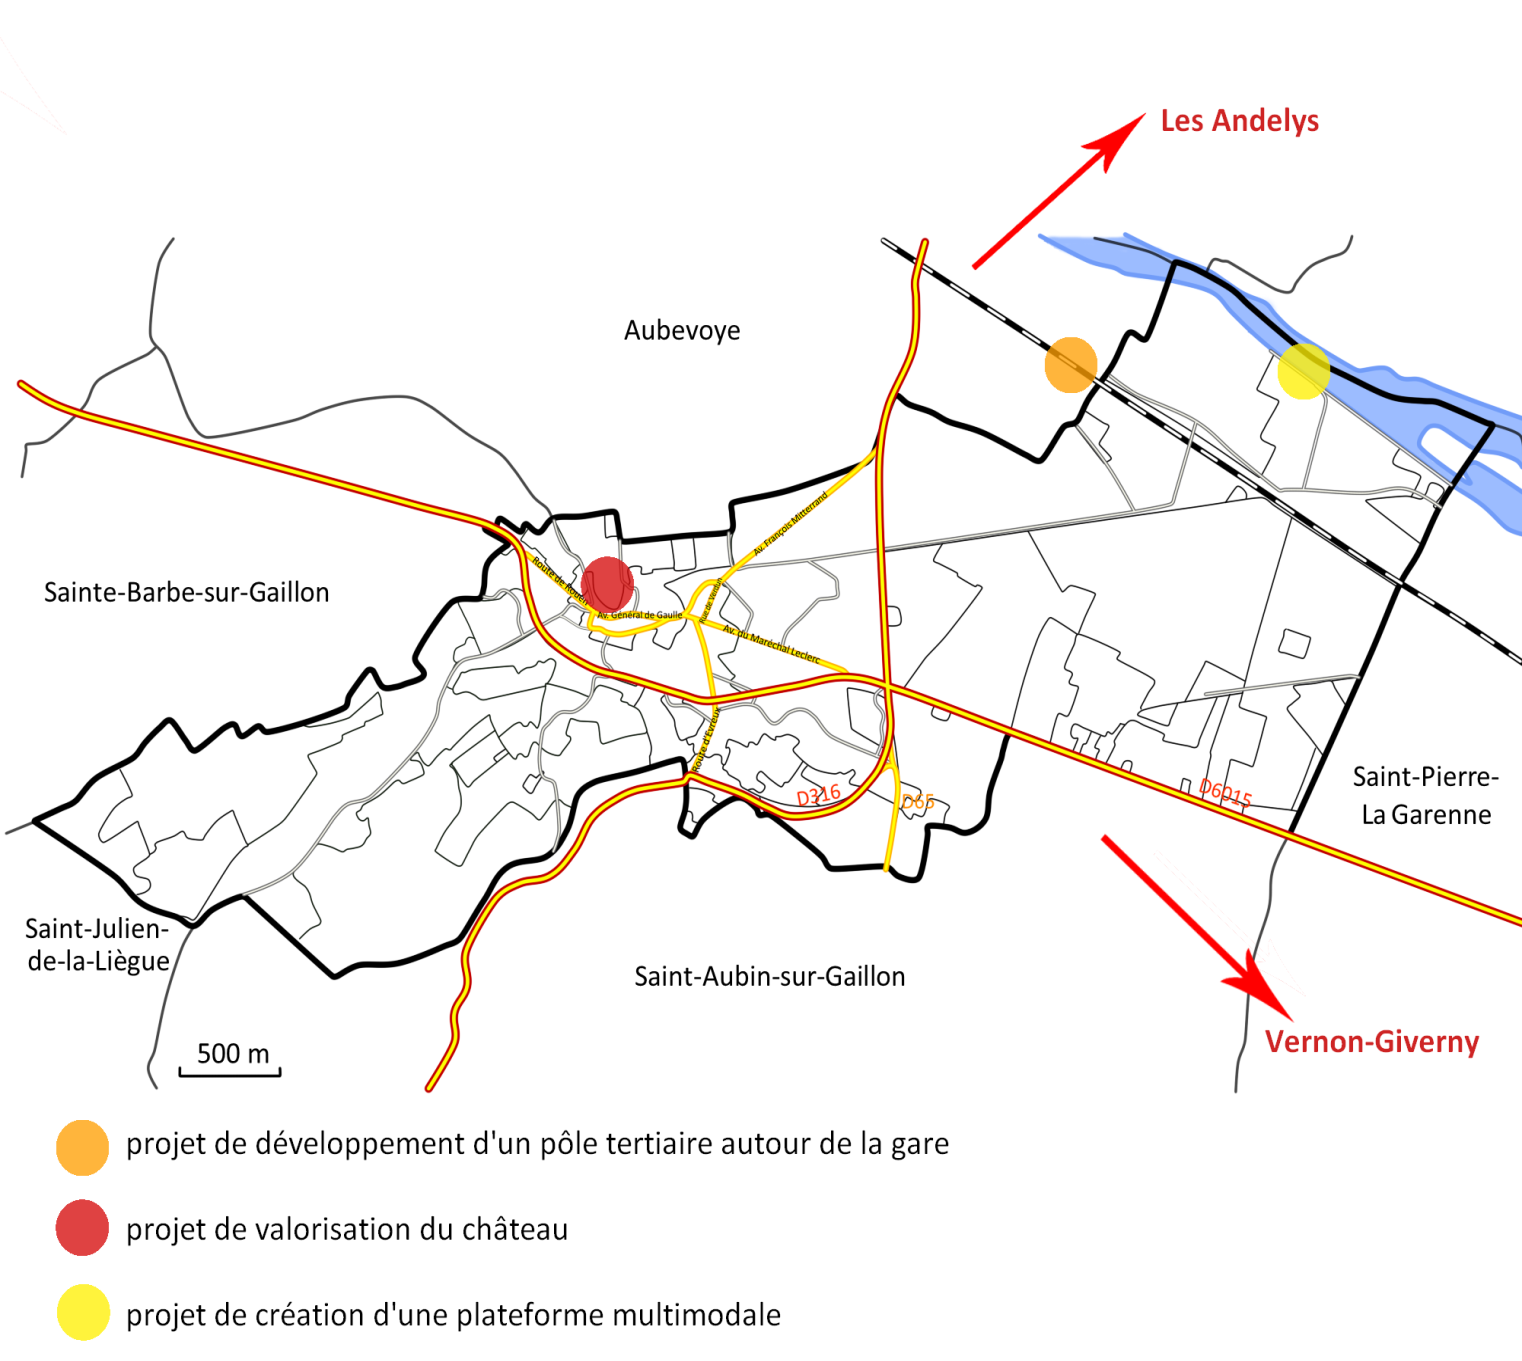 Les Andelys
Aubevoye
Av. François Mitterrand
Sainte-Barbe-sur-Gaillon
Route de Rouen
Av. Général de Gaulle
Rue de Verdun
Av. du Maréchal Leclerc
Route d'Evreux
D316
D65
D6015
Saint-Pierre-
La Garenne
Saint-Julien-
de-la-Liègue
Saint-Aubin-sur-Gaillon
Vernon-Giverny
500 m
projet de développement d'un pôle tertiaire autour de la gare
projet de valorisation du château
projet de création d'une plateforme multimodale